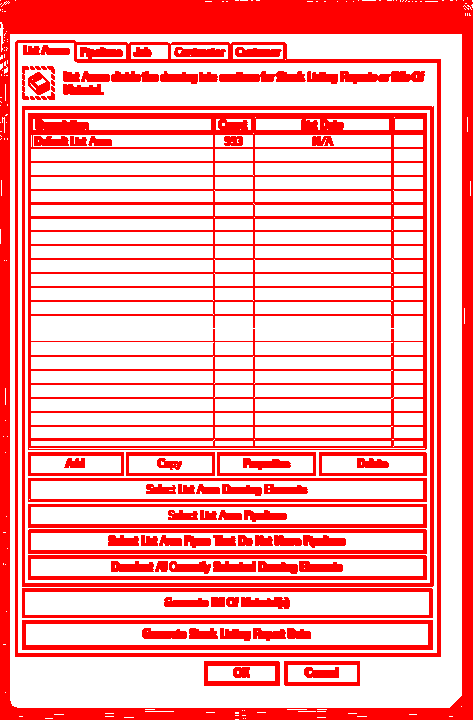 List Areas Pipelines Job Contractor Customer
List Areas divide the drawing into sections for Stock Listing Reports or Bills Of
Material.
Description Count List Date
Default List Area 993 N/A
Add Copy Properties Delete
Select List Area Drawing Elements
Select List Area Pipelines
Select List Area Pipes That Do Not Have Pipelines
Deselect All Currently Selected Drawing Elements
Generate Bill Of Material(s)
Generate Stock Listing Report Data
OK Cancel